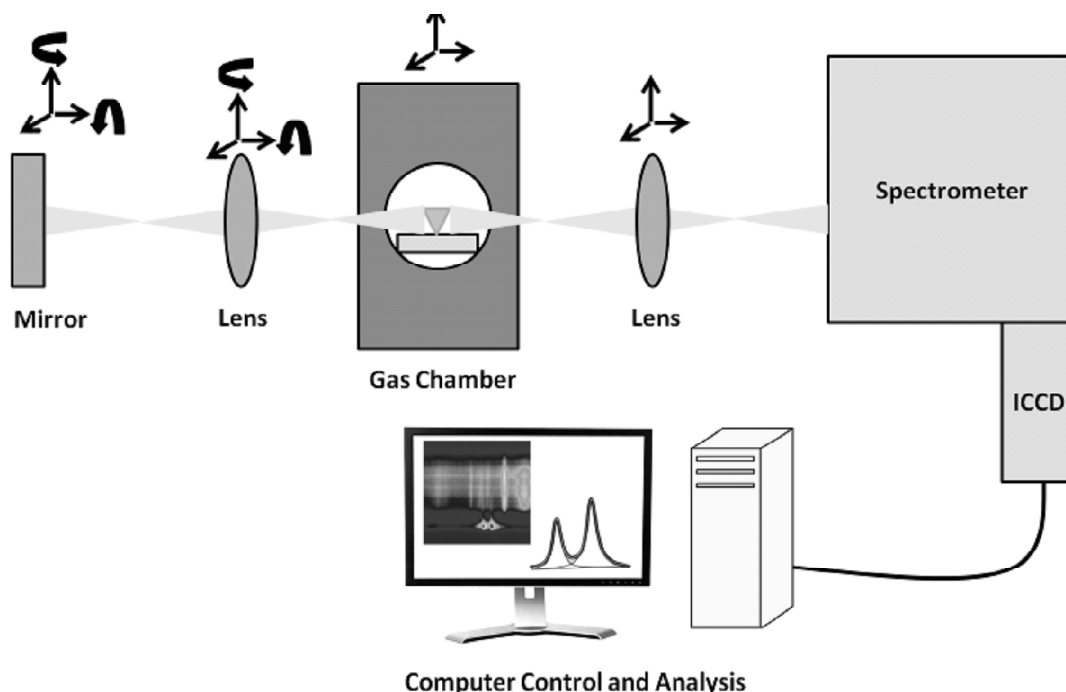 Spectrometer
Mirror
Lens
Lens
Gas Chamber
ICCD
Computer Control and Analysis